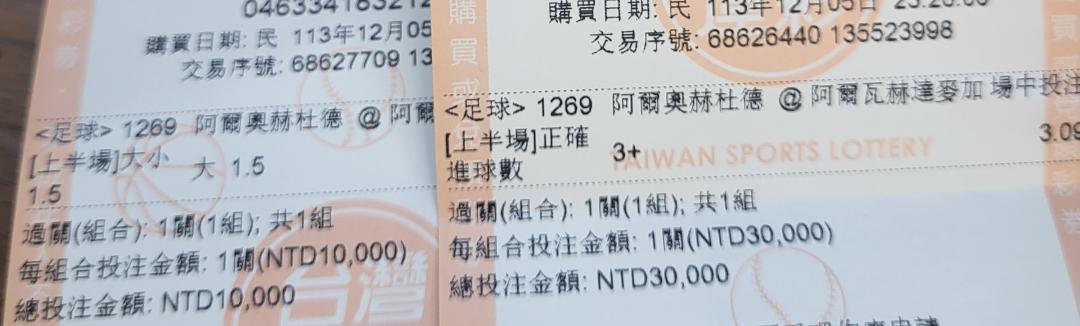 046334183212
購買日期: 民 113年12月05
交易序號: 68627709 13
<足球> 1269 阿爾奧赫杜德 @ 阿爾
[上半場]大小 大 1.5
1.5
過關(組合): 1關(1組); 共1組
每組合投注金額: 1關(NTD10,000)
總投注金額: NTD10,000
台灣
彩券
購買
購買日期: 民 113年12月05日
交易序號: 68626440 135523998
<足球> 1269 阿爾奧赫杜德 @ 阿爾瓦赫達麥加 場中投注
[上半場]正確 3+ 3.09
進球數
TAIWAN SPORTS LOTTERY
過關(組合): 1關(1組); 共1組
每組合投注金額: 1關(NTD30,000)
總投注金額: NTD30,000